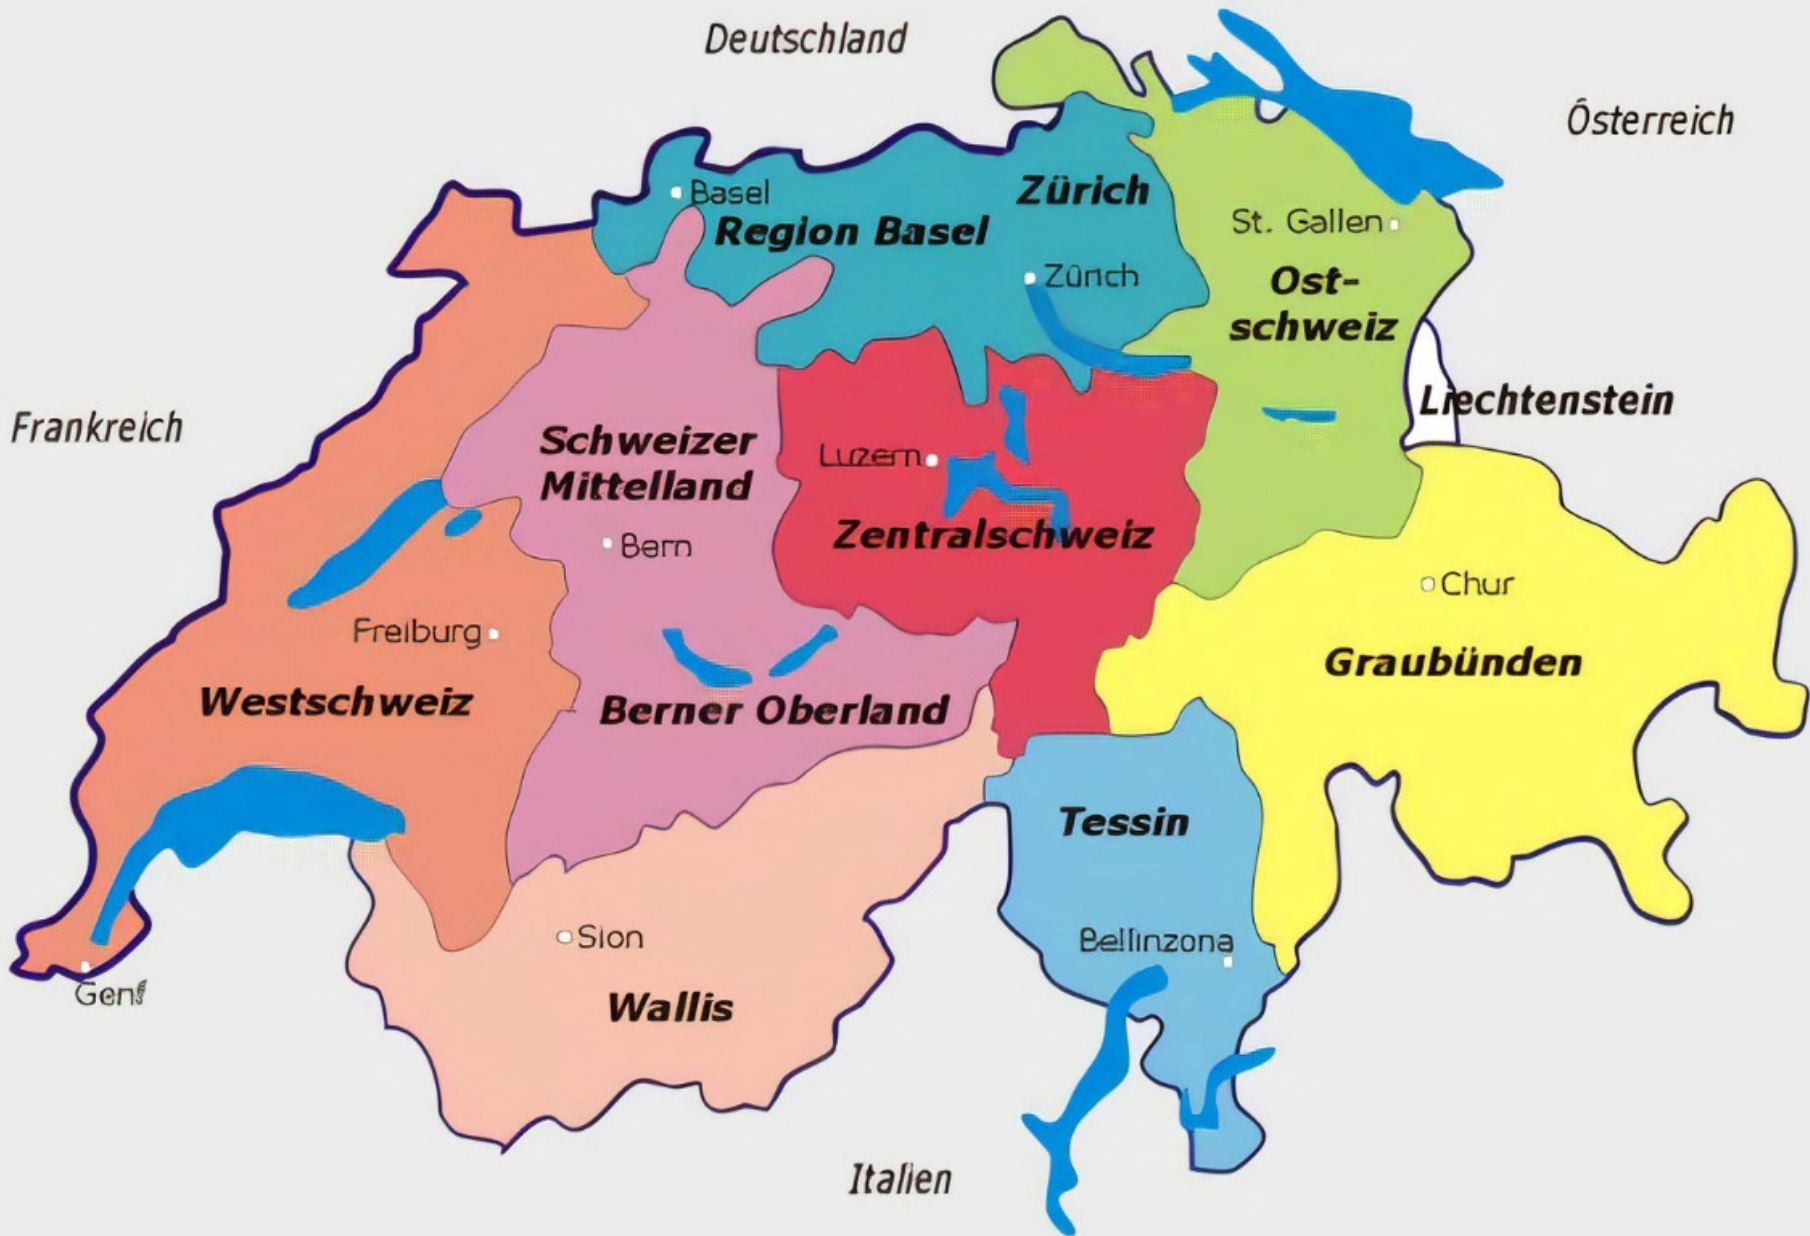 Deutschland
Österreich
Basel
Zürich
Region Basel
St. Gallen
Zürich
Ost-
schweiz
Frankreich
Liechtenstein
Schweizer
Mittelland
Luzern
Zentralschweiz
Bern
Chur
Freiburg
Graubünden
Westschweiz
Berner Oberland
Tessin
Sion
Bellinzona
Genf
Wallis
Italien